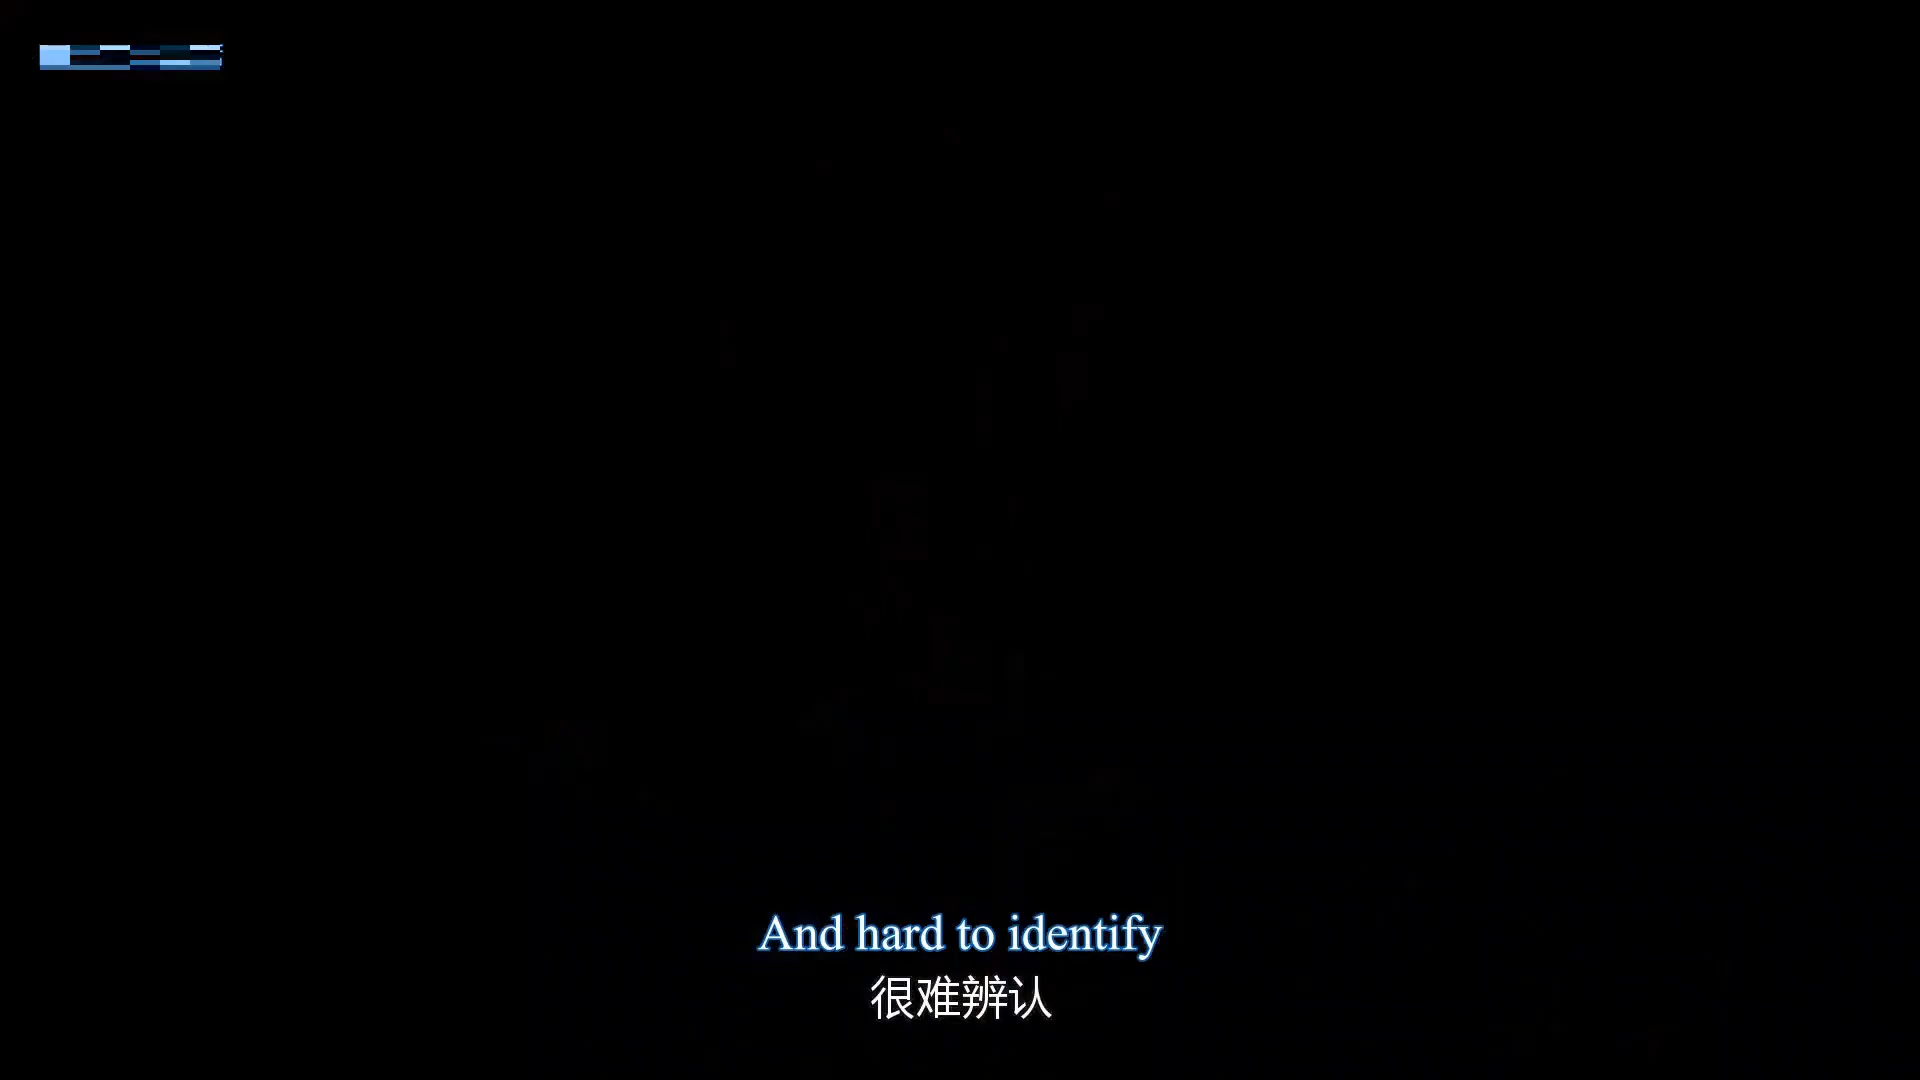 And hard to identify
很难辨认